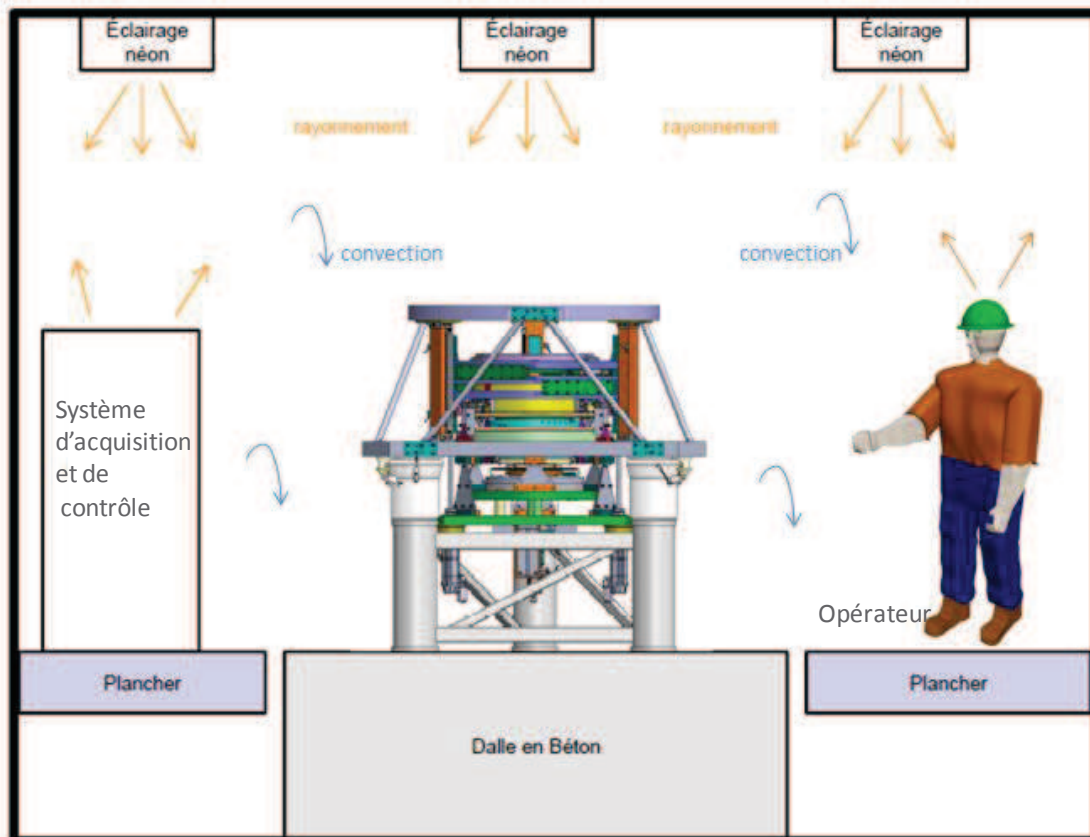 Éclairage
néon
Éclairage
néon
Éclairage
néon
rayonnement
rayonnement
convection
convection
Système
d'acquisition
et de
contrôle
Opérateur
Plancher
Plancher
Dalle en Béton